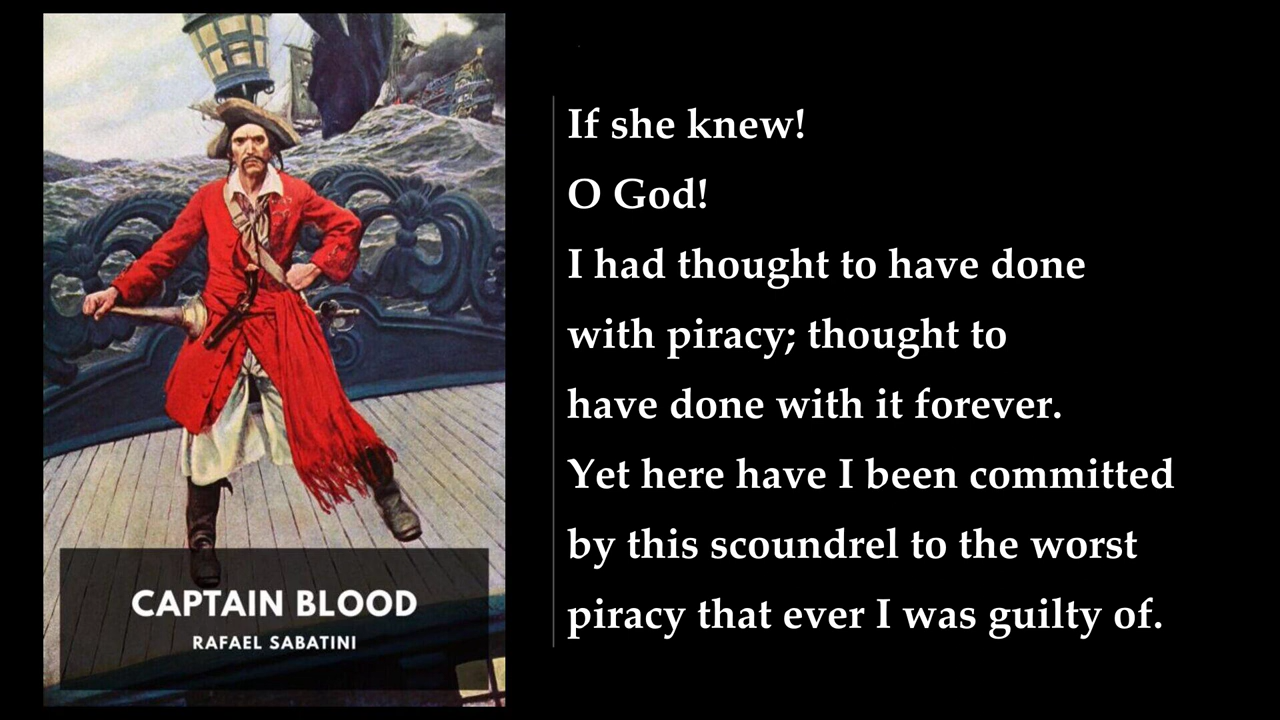 CAPTAIN BLOOD
RAFAEL SABATINI
If she knew!
O God!
I had thought to have done
with piracy; thought to
have done with it forever.
Yet here have I been committed
by this scoundrel to the worst
piracy that ever I was guilty of.